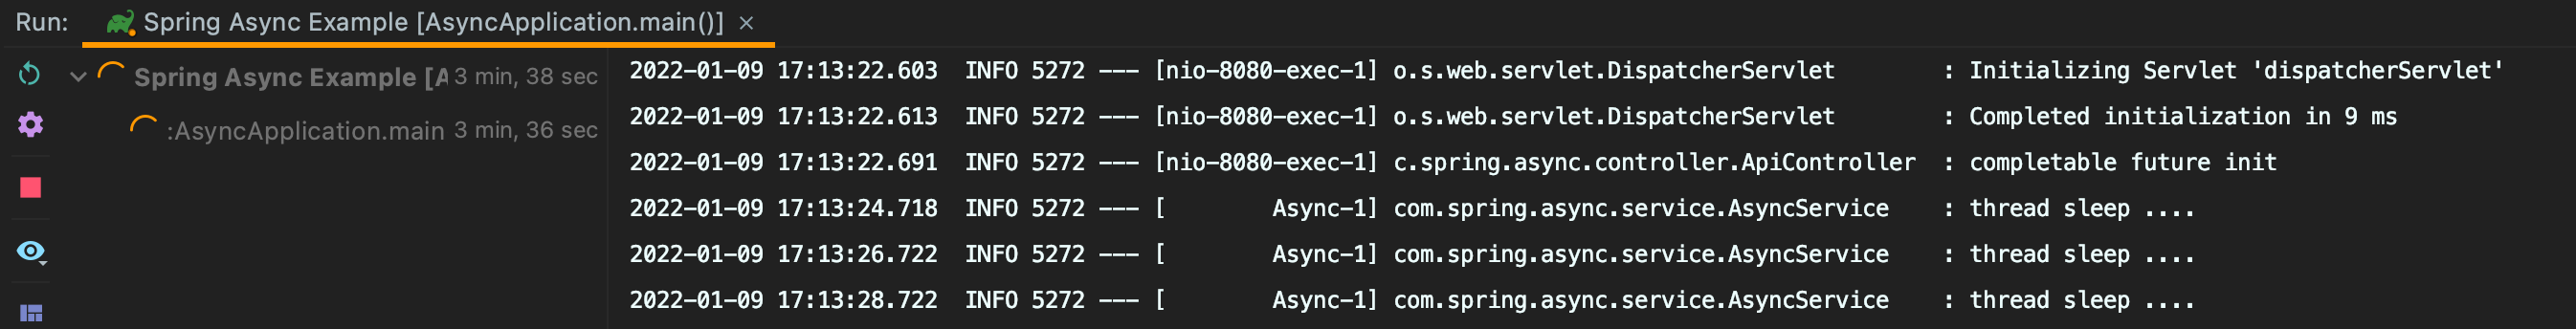 Run: Spring Async Example [AsyncApplication.main()] ×
Spring Async Example [A 3 min, 38 sec
:AsyncApplication.main 3 min, 36 sec
2022-01-09 17:13:22.603  INFO 5272 --- [nio-8080-exec-1] o.s.web.servlet.DispatcherServlet        : Initializing Servlet 'dispatcherServlet'
2022-01-09 17:13:22.613  INFO 5272 --- [nio-8080-exec-1] o.s.web.servlet.DispatcherServlet        : Completed initialization in 9 ms
2022-01-09 17:13:22.691  INFO 5272 --- [nio-8080-exec-1] c.spring.async.controller.ApiController  : completable future init
2022-01-09 17:13:24.718  INFO 5272 --- [        Async-1] com.spring.async.service.AsyncService    : thread sleep ....
2022-01-09 17:13:26.722  INFO 5272 --- [        Async-1] com.spring.async.service.AsyncService    : thread sleep ....
2022-01-09 17:13:28.722  INFO 5272 --- [        Async-1] com.spring.async.service.AsyncService    : thread sleep ....